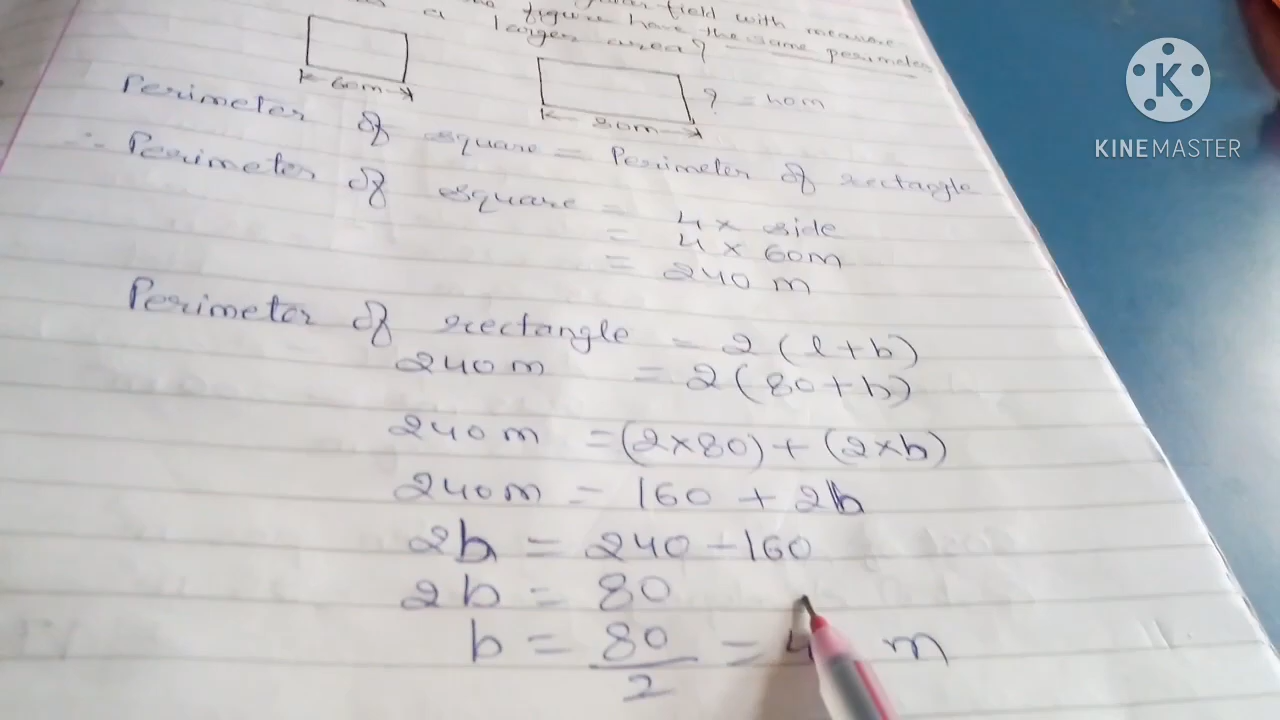 field with measure
a figure have the same perimeter
larger area?
60m
80m
? = 40m
K
KINEMASTER
Perimeter of square = Perimeter of rectangle
∴ Perimeter of square = 4 × side
= 4 × 60m
= 240 m
Perimeter of rectangle = 2 (l+b)
240 m = 2 (80+b)
240 m = (2×80) + (2×b)
240 m = 160 + 2b
2b = 240 - 160
2b = 80
b = 80/2 = 4 m